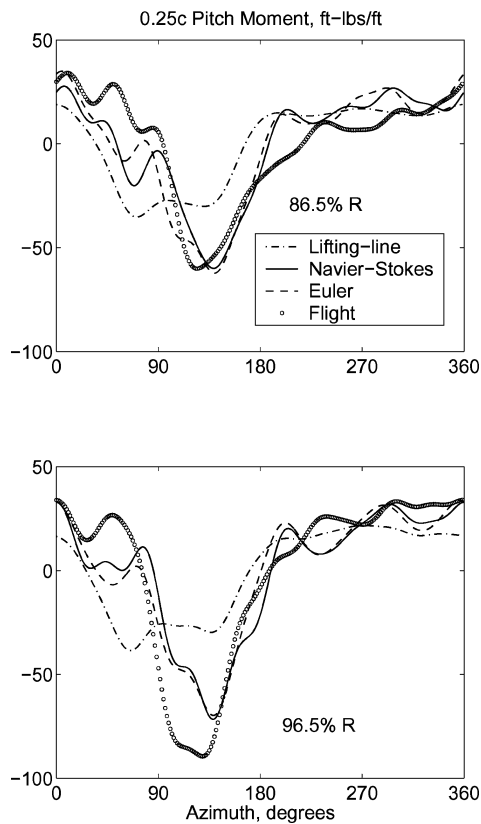 0.25c Pitch Moment, ft−lbs/ft
50
0
−50
−100
0 90 180 270 360
86.5% R
Lifting−line
Navier−Stokes
Euler
Flight
50
0
−50
−100
0 90 180 270 360
96.5% R
Azimuth, degrees